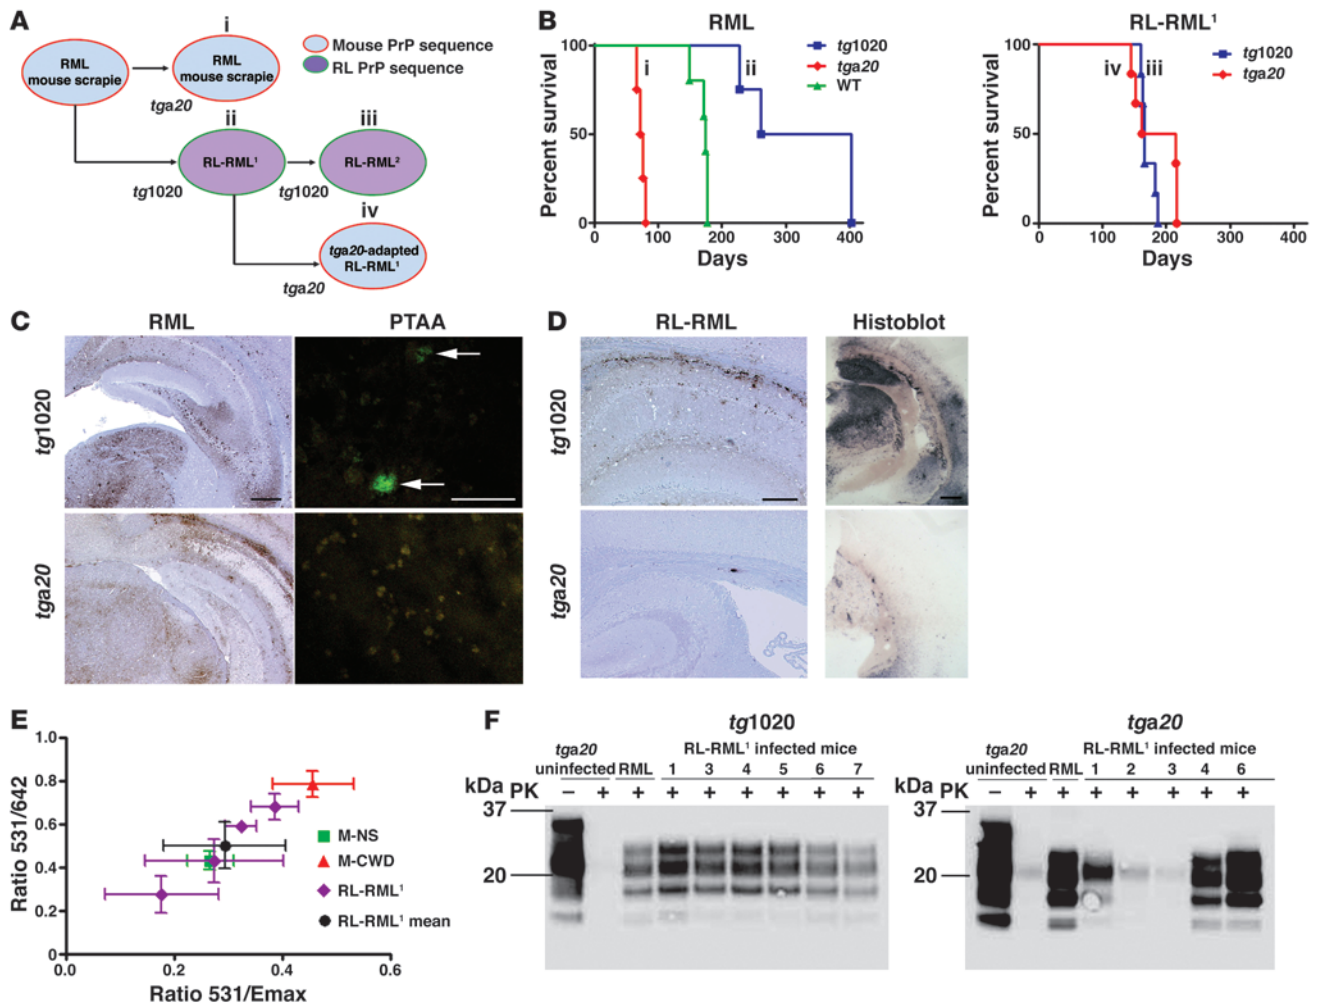 A
i
RML
mouse scrapie
RML
mouse scrapie
tga20
Mouse PrP sequence
RL PrP sequence
ii
iii
RL-RML¹
RL-RML²
tg1020
tg1020
iv
tga20-adapted
RL-RML¹
tga20
B
RML
Percent survival
100
50
0
i
ii
tg1020
tga20
WT
0 100 200 300 400
Days
RL-RML¹
Percent survival
100
50
0
iv
iii
tg1020
tga20
0 100 200 300 400
Days
C
RML
PTAA
tg1020
tga20
D
RL-RML
Histoblot
tg1020
tga20
E
Ratio 531/642
1.0
0.8
0.6
0.4
0.2
0
0.0 0.2 0.4 0.6
Ratio 531/Emax
M-NS
M-CWD
RL-RML¹
RL-RML¹ mean
F
tg1020
tga20
uninfected
RML
RL-RML¹ infected mice
1 3 4 5 6 7
kDa PK − + + + + + + + +
37
20
tga20
tga20
uninfected
RML
RL-RML¹ infected mice
1 2 3 4 6
kDa PK − + + + + + + +
37
20